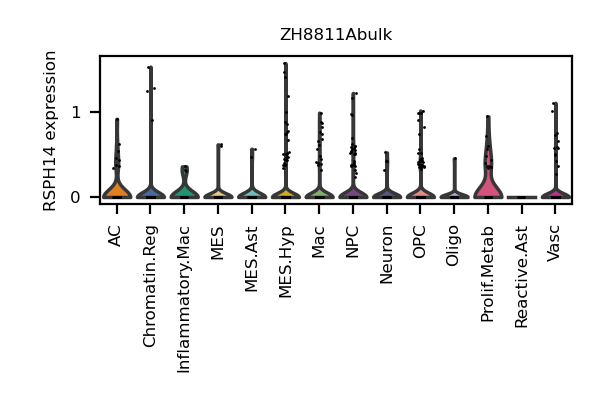 ZH8811Abulk
RSPH14 expression
1
0
AC
Chromatin.Reg
Inflammatory.Mac
MES
MES.Ast
MES.Hyp
Mac
NPC
Neuron
OPC
Oligo
Prolif.Metab
Reactive.Ast
Vasc